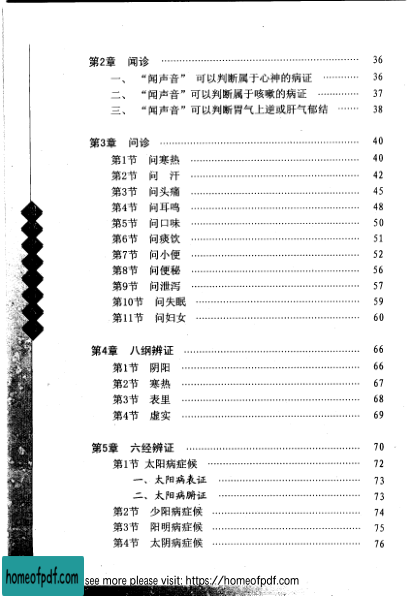 第2章 闻诊 …… 36
一、 “闻声音” 可以判断属于心神的病证 …… 36
二、 “闻声音”可以判断属于咳嗽的病证 …… 37
三、 “闻声音”可以判断胃气上逆或肝气郁结 …… 38
第3章 问诊 …… 40
第1节 问寒热 …… 40
第2节 问 汗 …… 42
第3节 问头痛 …… 45
第4节 问耳鸣 …… 48
第5节 问口味 …… 50
第6节 问痰饮 …… 51
第7节 问小便 …… 52
第8节 问便秘 …… 56
第9节 问泄泻 …… 57
第10节 问失眠 …… 59
第11节 问妇女 …… 60
第4章 八纲辨证 …… 66
第1节 阴阳 …… 66
第2节 寒热 …… 67
第3节 表里 …… 68
第4节 虚实 …… 69
第5章 六经辨证 …… 70
第1节 太阳病症候 …… 72
一、太阳病表证 …… 73
二、太阳病腑证 …… 73
第2节 少阳病症候 …… 74
第3节 阳明病症候 …… 75
第4节 太阴病症候 …… 76
homeofpdf.com
see more please visit: https://homeofpdf.com